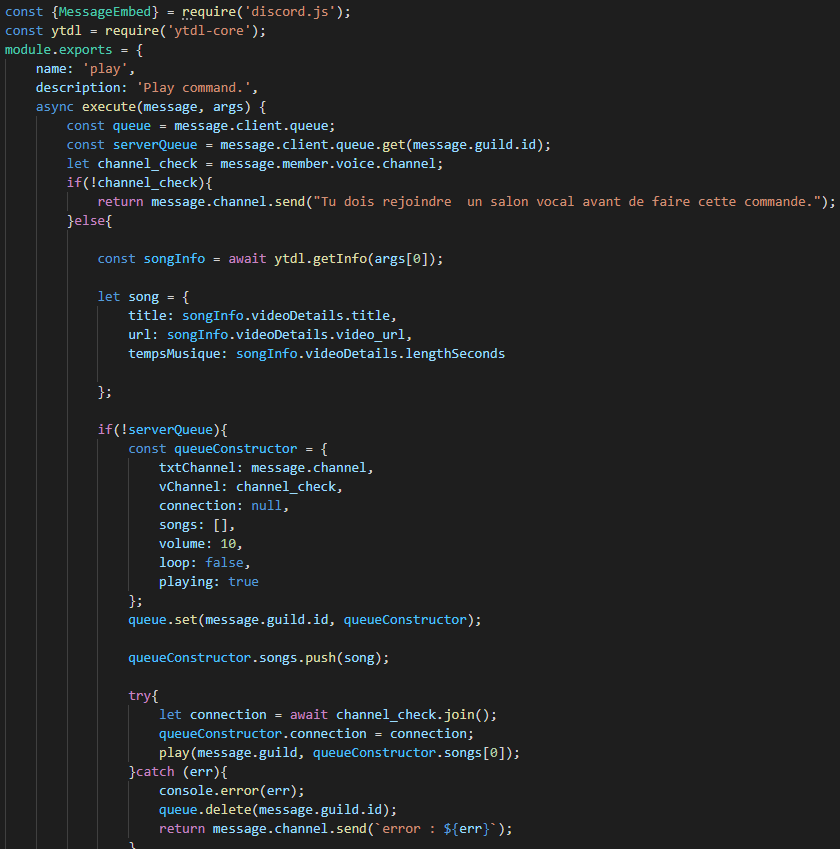 const {MessageEmbed} = require('discord.js');
const ytdl = require('ytdl-core');
module.exports = {
    name: 'play',
    description: 'Play command.',
    async execute(message, args) {
        const queue = message.client.queue;
        const serverQueue = message.client.queue.get(message.guild.id);
        let channel_check = message.member.voice.channel;
        if(!channel_check){
            return message.channel.send("Tu dois rejoindre  un salon vocal avant de faire cette commande.");
        }else{

            const songInfo = await ytdl.getInfo(args[0]);

            let song = {
                title: songInfo.videoDetails.title,
                url: songInfo.videoDetails.video_url,
                tempsMusique: songInfo.videoDetails.lengthSeconds

            };

            if(!serverQueue){
                const queueConstructor = {
                    txtChannel: message.channel,
                    vChannel: channel_check,
                    connection: null,
                    songs: [],
                    volume: 10,
                    loop: false,
                    playing: true
                };
                queue.set(message.guild.id, queueConstructor);

                queueConstructor.songs.push(song);

                try{
                    let connection = await channel_check.join();
                    queueConstructor.connection = connection;
                    play(message.guild, queueConstructor.songs[0]);
                }catch (err){
                    console.error(err);
                    queue.delete(message.guild.id);
                    return message.channel.send(`error : ${err}`);
                }